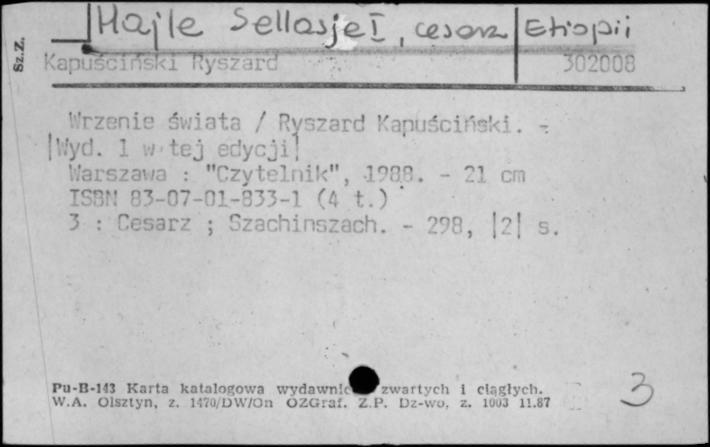 Hajle Sellasje I, cesarz Etiopii
Sz.Z.
Kapuściński Ryszard 302008
Wrzenie świata / Ryszard Kapuściński. -
|Wyd. 1 w tej edycji|
Warszawa : "Czytelnik", 1988. - 21 cm
ISBN 83-07-01-833-1 (4 t.)
3 : Cesarz ; Szachinszach. - 298, |2| s.
Pu-B-143 Karta katalogowa wydawnic zwartych i ciągłych.
W.A. Olsztyn, z. 1470/DW/On OZGraf. Z.P. Dz-wo, z. 1003 11.87
3